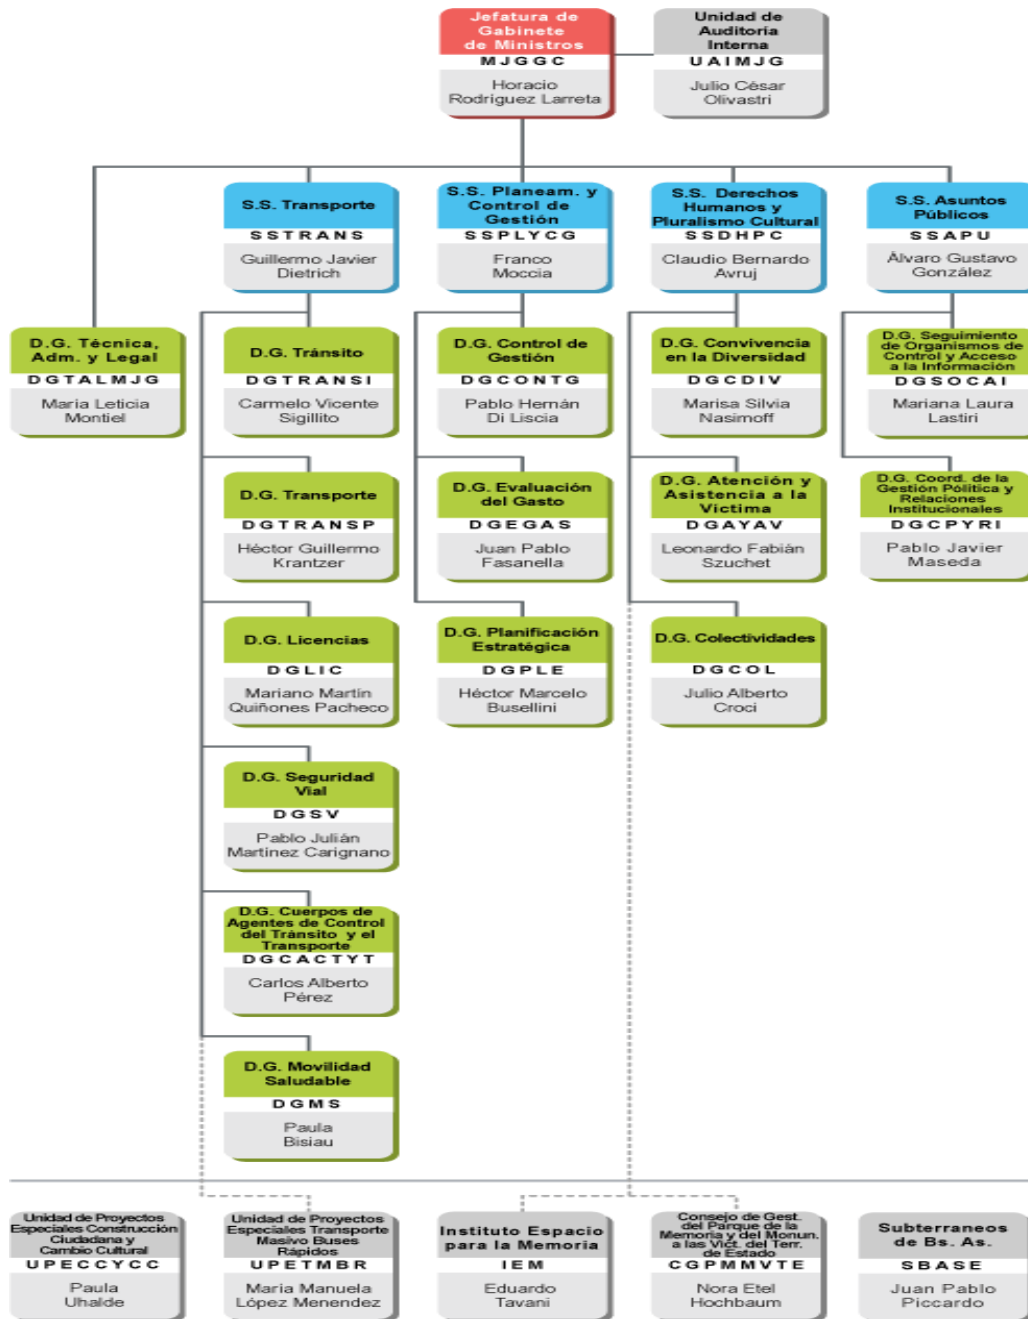 Jefatura de
Gabinete
de Ministros
MJGGC
Horacio
Rodríguez Larreta
Unidad de
Auditoría
Interna
UAIMJG
Julio César
Olivastri
S.S. Transporte
SSTRANS
Guillermo Javier
Dietrich
S.S. Planeam. y
Control de
Gestión
SSPLYCG
Franco
Moccia
S.S. Derechos
Humanos y
Pluralismo Cultural
SSDHPC
Claudio Bernardo
Avruj
S.S. Asuntos
Públicos
SSAPU
Álvaro Gustavo
González
D.G. Técnica,
Adm. y Legal
DGTALMJG
María Leticia
Montiel
D.G. Tránsito
DGTRANSI
Carmelo Vicente
Sigillito
D.G. Control de
Gestión
DGCONTG
Pablo Hernán
Di Liscia
D.G. Convivencia
en la Diversidad
DGCDIV
Marisa Silvia
Nasimoff
D.G. Seguimiento
de Organismos de
Control y Acceso
a la Información
DGSOCAI
Mariana Laura
Lastiri
D.G. Transporte
DGTRANSP
Héctor Guillermo
Krantzer
D.G. Evaluación
del Gasto
DGEGAS
Juan Pablo
Fasanella
D.G. Atención y
Asistencia a la
Víctima
DGAYAV
Leonardo Fabián
Szuchet
D.G. Coord. de la
Gestión Política y
Relaciones
Institucionales
DGCPYRI
Pablo Javier
Maseda
D.G. Licencias
DGLIC
Mariano Martín
Quiñones Pacheco
D.G. Planificación
Estratégica
DGPLE
Héctor Marcelo
Busellini
D.G. Colectividades
DGCOL
Julio Alberto
Croci
D.G. Seguridad
Vial
DGSV
Pablo Julián
Martínez Carignano
D.G. Cuerpos de
Agentes de Control
del Tránsito y el
Transporte
DGCACTYT
Carlos Alberto
Pérez
D.G. Movilidad
Saludable
DGMS
Paula
Bisiau
Unidad de Proyectos
Especiales Construcción
Ciudadana y
Cambio Cultural
UPECCYCC
Paula
Uhalde
Unidad de Proyectos
Especiales Transporte
Masivo Buses
Rápidos
UPETMBR
María Manuela
López Menendez
Instituto Espacio
para la Memoria
IEM
Eduardo
Tavani
Consejo de Gest.
del Parque de la
Memoria y del Monun.
a las Vict. del Terr.
de Estado
CGPMMVTE
Nora Etel
Hochbaum
Subterraneos
de Bs. As.
SBASE
Juan Pablo
Piccardo